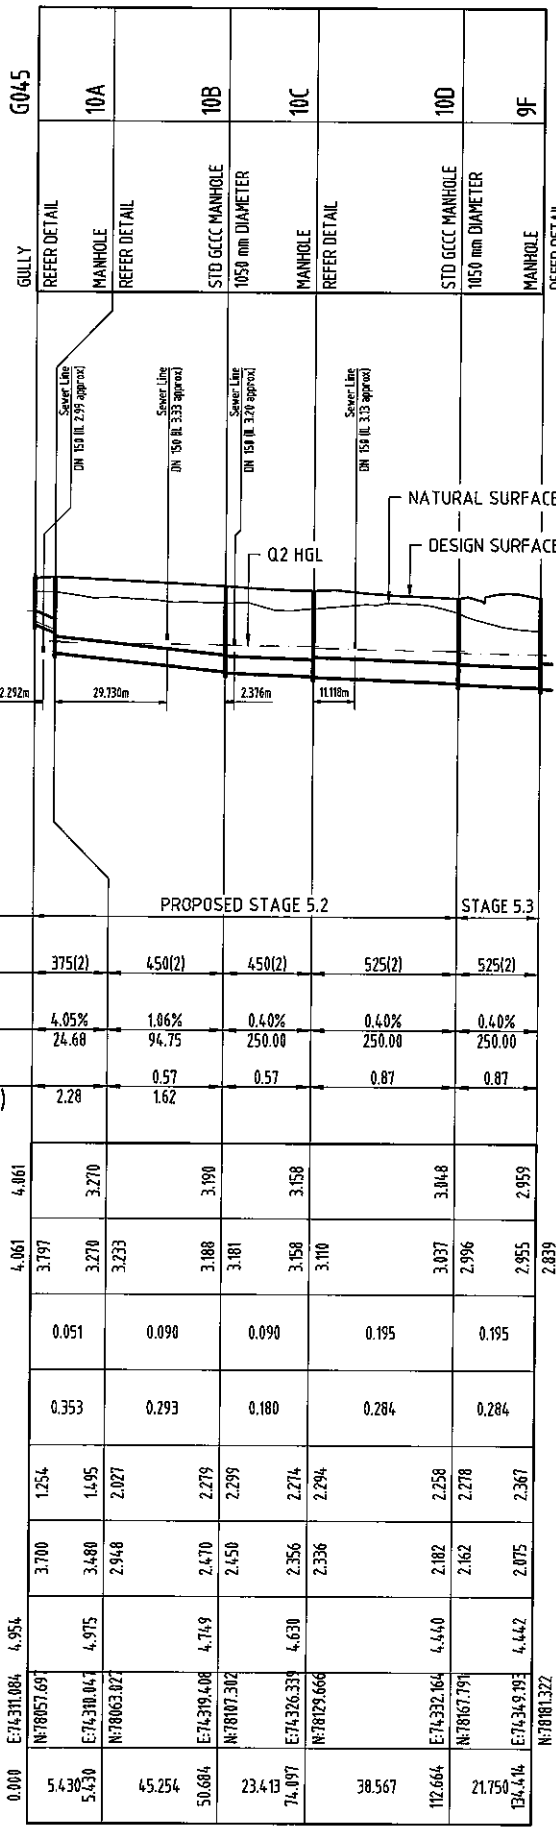 G045
10A
10B
10C
10D
9F
GULLY
REFER DETAIL
MANHOLE
REFER DETAIL
STD GCCC MANHOLE
1050 mm DIAMETER
MANHOLE
REFER DETAIL
STD GCCC MANHOLE
1050 mm DIAMETER
MANHOLE
REFER DETAIL
Sewer Line
DN 150 (IL 2.99 approx)
Sewer Line
DN 150 (IL 3.33 approx)
Sewer Line
DN 150 (IL 3.20 approx)
Sewer Line
DN 150 (IL 3.13 approx)
NATURAL SURFACE
DESIGN SURFACE
Q2 HGL
2.292m
29.730m
2.376m
11.118m
PROPOSED STAGE 5.2
STAGE 5.3
375(2)
450(2)
450(2)
525(2)
525(2)
4.05%
1.06%
0.40%
0.40%
0.40%
24.68
94.75
250.00
250.00
250.00
0.57
0.57
0.87
0.87
)
2.28
1.62
4.061
3.270
3.190
3.158
3.048
2.959
4.061
3.797
3.270
3.233
3.188
3.181
3.158
3.110
3.037
2.996
2.955
2.839
0.051
0.090
0.090
0.195
0.195
0.353
0.293
0.180
0.284
0.284
1.254
1.495
2.027
2.279
2.299
2.274
2.294
2.258
2.278
2.367
3.700
3.480
2.948
2.470
2.450
2.356
2.336
2.182
2.162
2.075
4.954
4.975
4.749
4.630
4.440
4.442
E:74311.084
N:78057.697
E:74310.047
N:78063.027
E:74319.408
N:78107.302
E:74326.339
N:78129.666
E:74332.164
N:78167.791
E:74349.193
N:78181.322
0.000
5.430
5.430
45.254
50.684
23.413
74.097
38.567
112.664
21.750
134.414